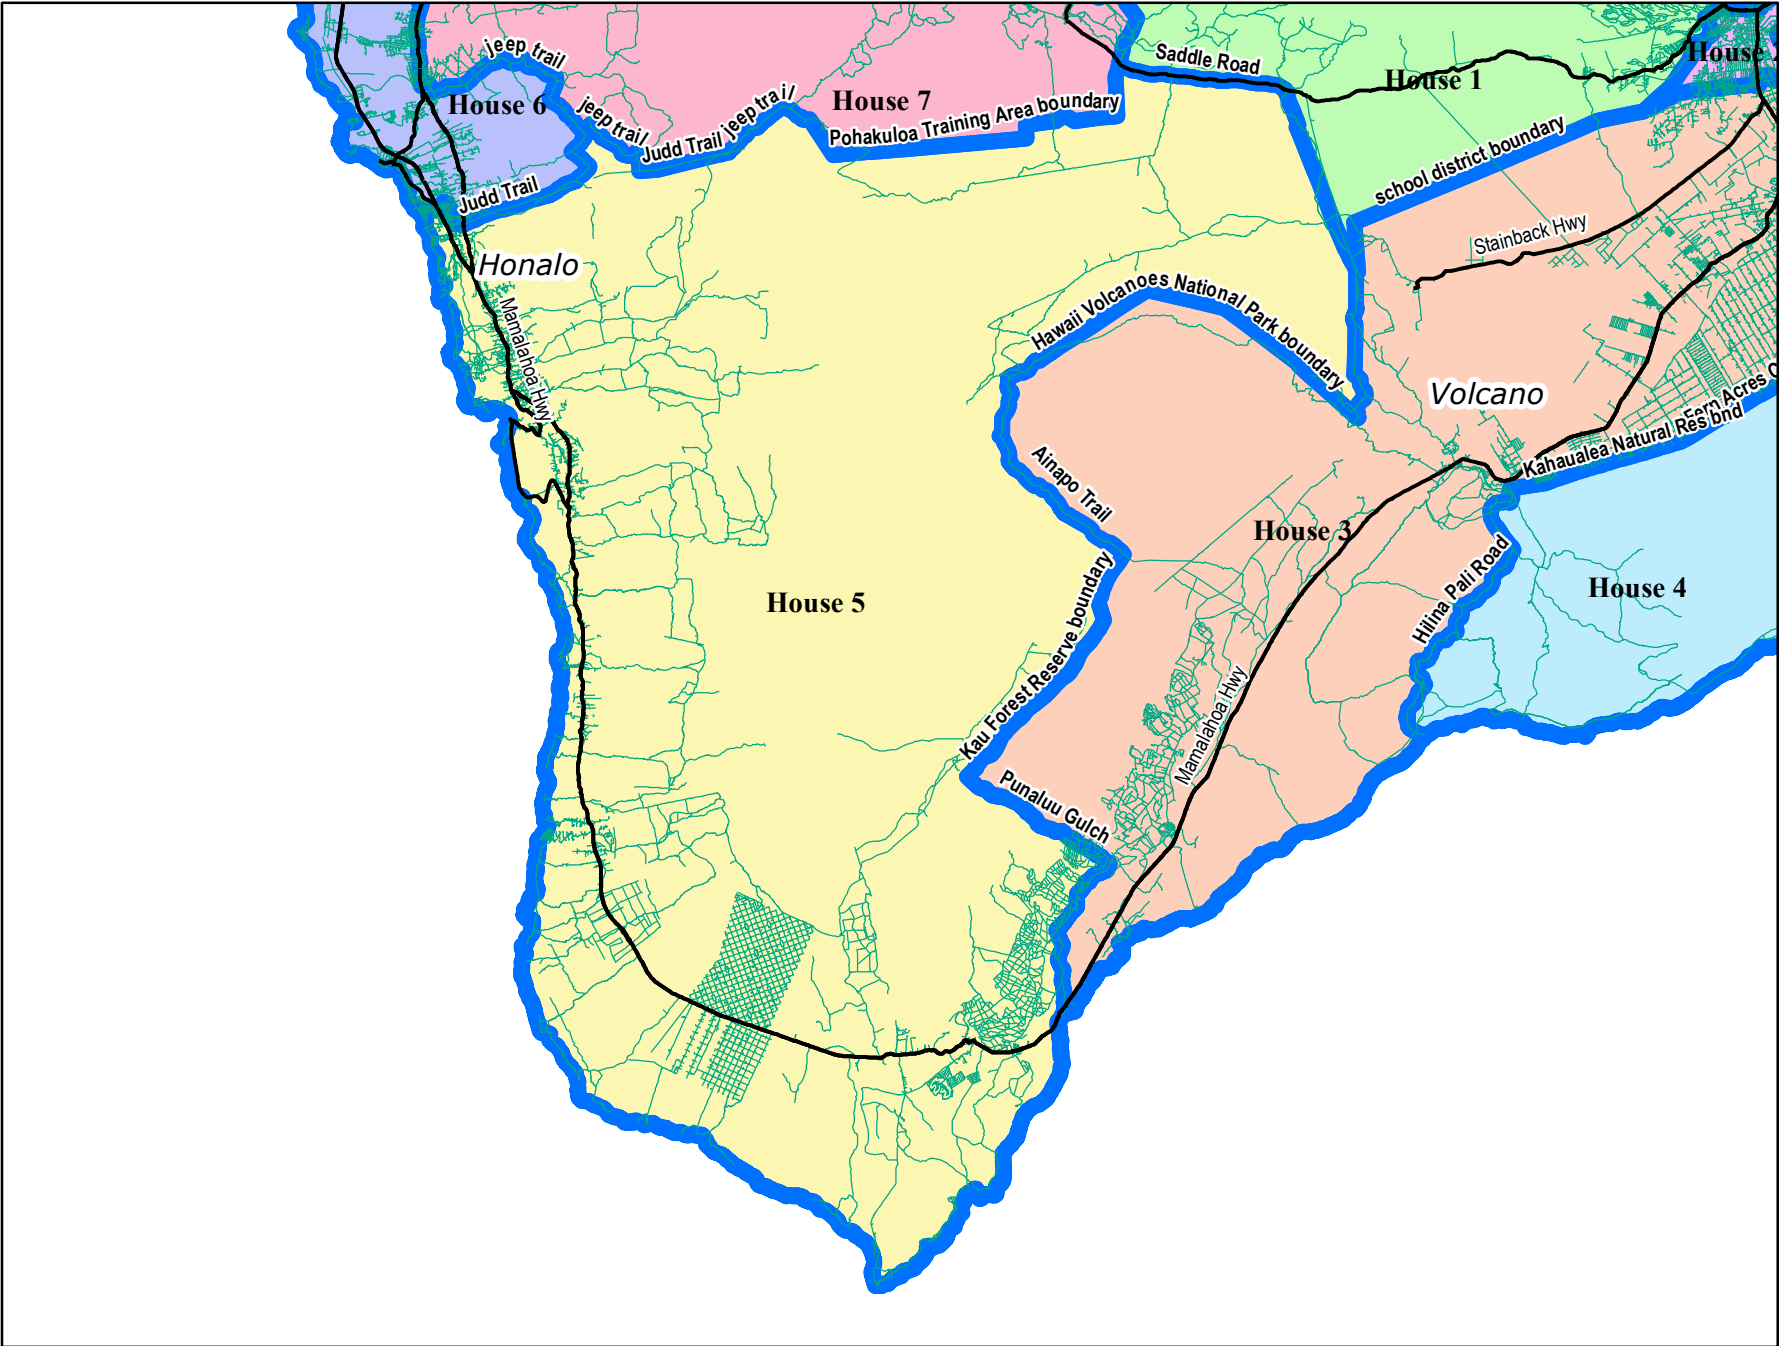 jeep trail
House 6
jeep trail
Judd Trail
jeep trail
House 7
Pohakuloa Training Area boundary
Saddle Road
House 1
House
school district boundary
Judd Trail
Stainback Hwy
Honalo
Mamalahoa Hwy
Hawaii Volcanoes National Park boundary
Volcano
Fern Acres
Kahaualea Natural Res bnd
Ainapo Trail
House 3
Hilina Pali Road
House 4
House 5
Kau Forest Reserve boundary
Mamalahoa Hwy
Punaluu Gulch